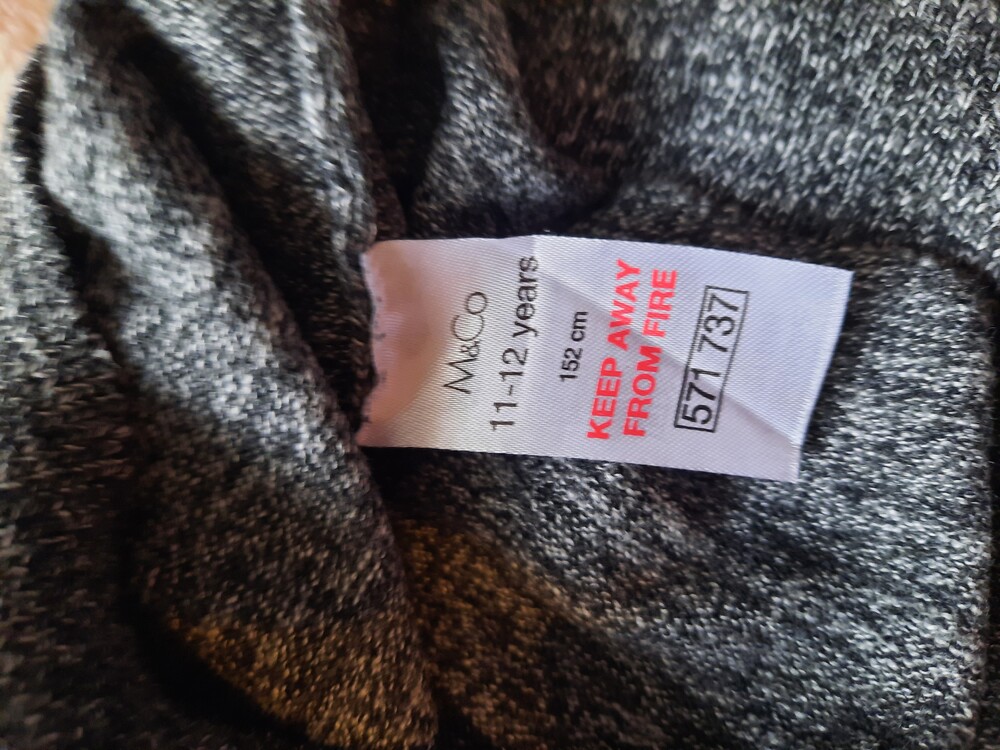 M&Co
11-12 years
152 cm
KEEP AWAY
FROM FIRE
571 737